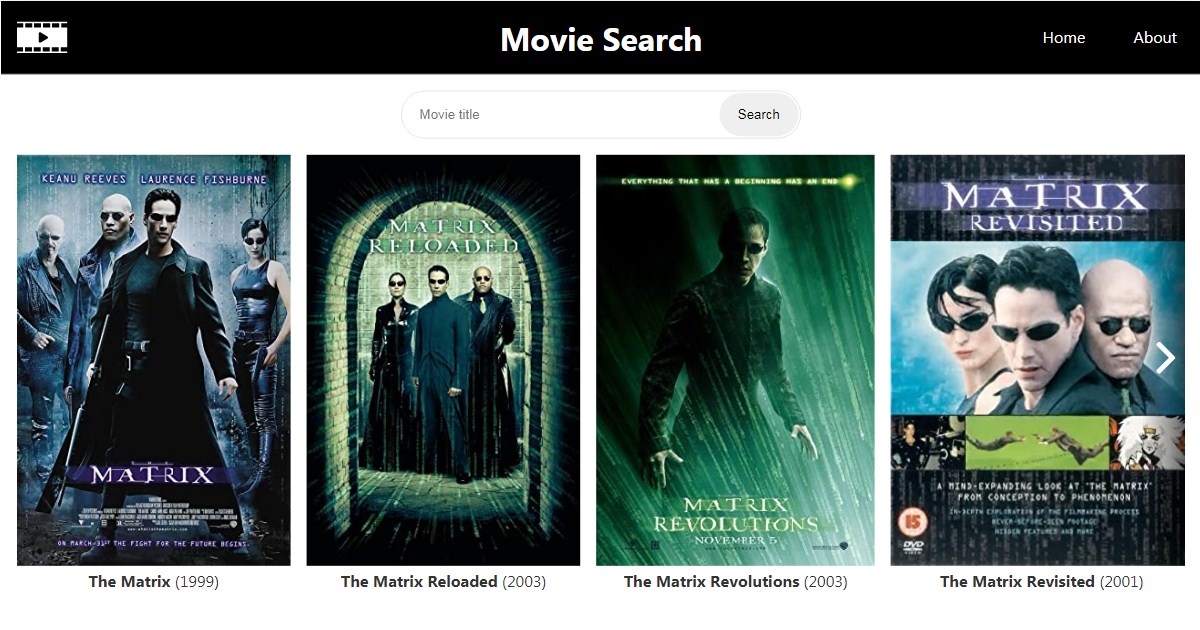 Movie Search
Home
About
Movie title
Search
KEANU REEVES LAURENCE FISHBURNE
THE
MATRIX
ON MARCH 31ST THE FIGHT FOR THE FUTURE BEGINS.
MATRIX
RELOADED
EVERYTHING THAT HAS A BEGINNING HAS AN END
MATRIX
REVOLUTIONS
NOVEMBER 5
THE
MATRIX
REVISITED
A MIND-EXPANDING LOOK AT "THE MATRIX"
FROM CONCEPTION TO PHENOMENON
IN-DEPTH EXPLORATION OF THE FILMMAKING PROCESS
NEVER-BEFORE-SEEN FOOTAGE
HIDDEN FEATURES AND MORE
15
DVD
The Matrix (1999)
The Matrix Reloaded (2003)
The Matrix Revolutions (2003)
The Matrix Revisited (2001)